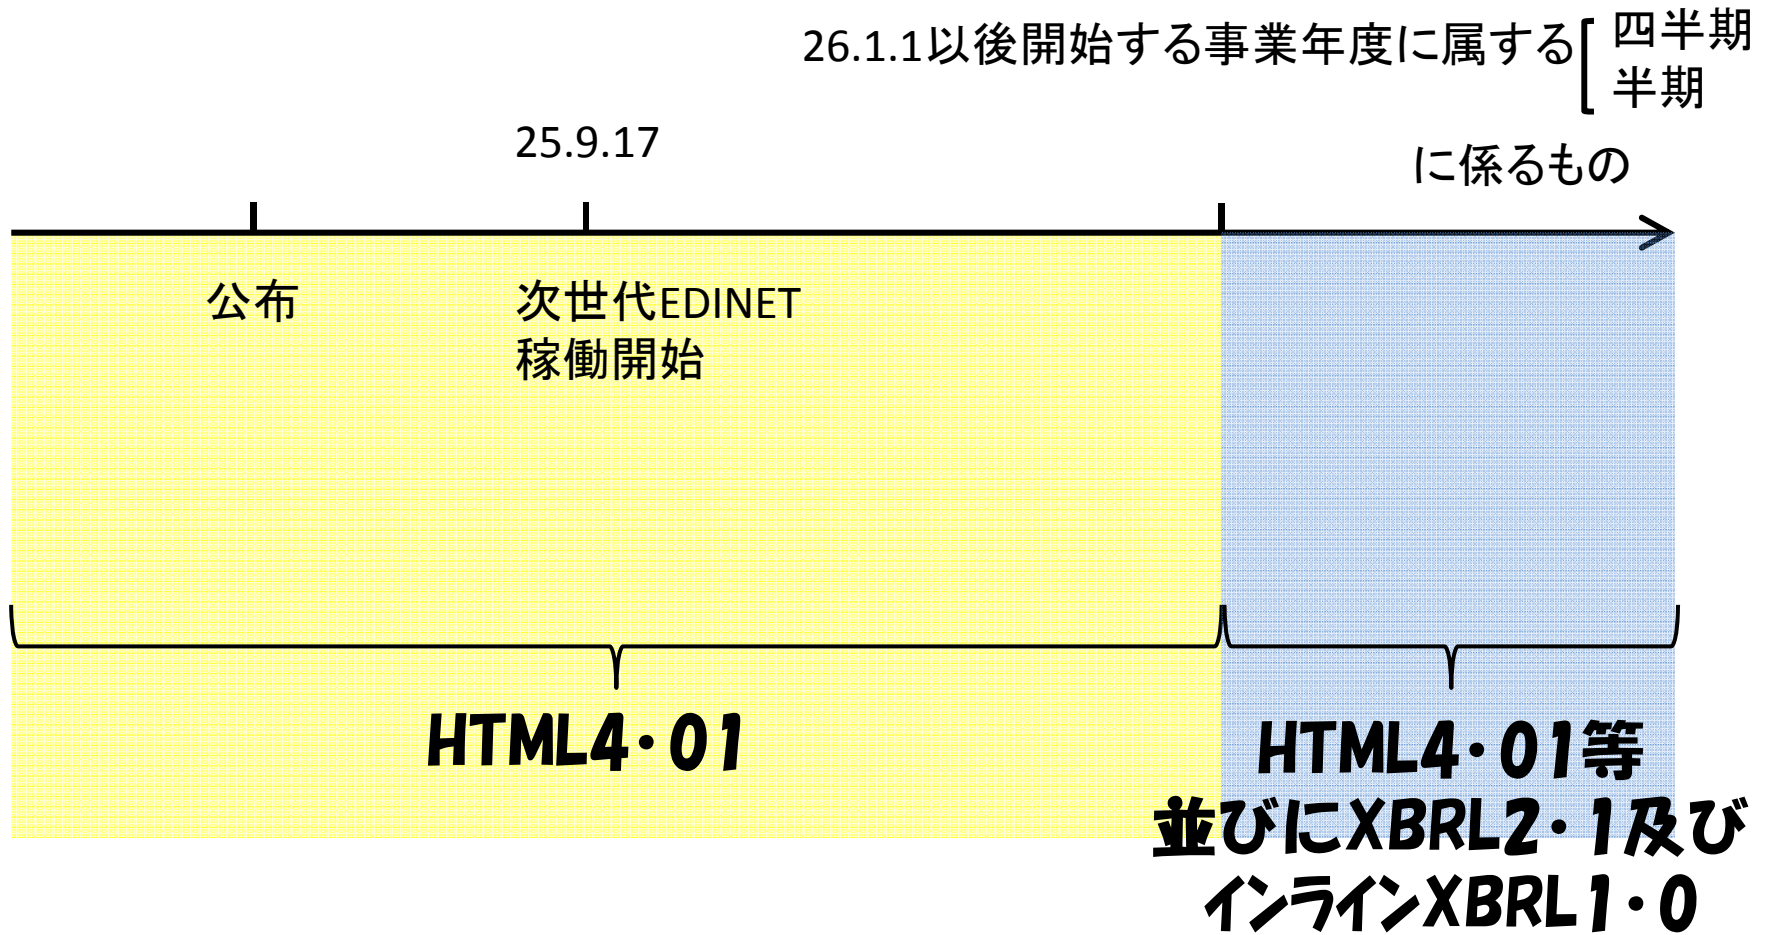 26.1.1以後開始する事業年度に属する
四半期
半期
に係るもの
25.9.17
公布
次世代EDINET
稼働開始
HTML4・01
HTML4・01等
並びにXBRL2・1及び
インラインXBRL1・0